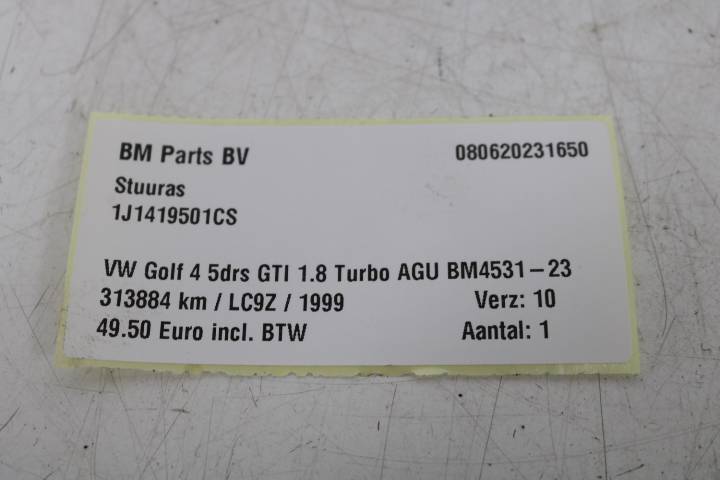 BM Parts BV 080620231650
Stuuras
1J1419501CS
VW Golf 4 5drs GTI 1.8 Turbo AGU BM4531-23
313884 km / LC9Z / 1999 Verz: 10
49.50 Euro incl. BTW Aantal: 1